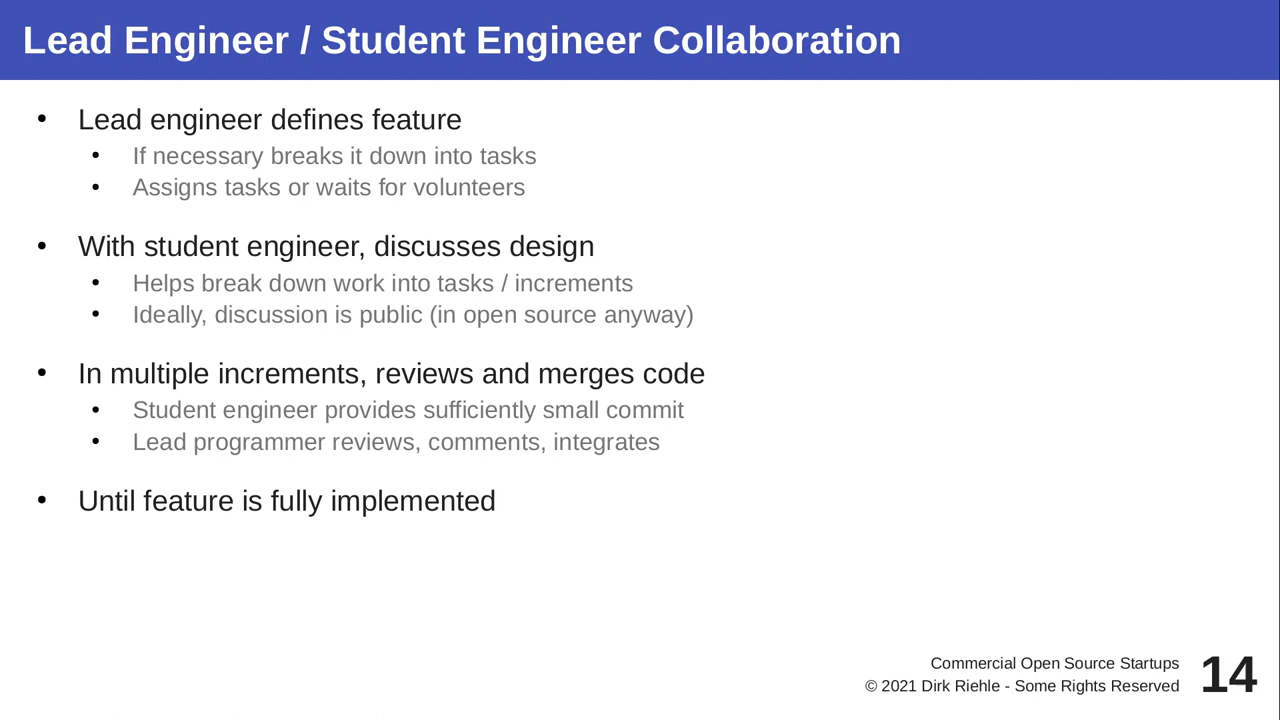 Lead Engineer / Student Engineer Collaboration
• Lead engineer defines feature
• If necessary breaks it down into tasks
• Assigns tasks or waits for volunteers
• With student engineer, discusses design
• Helps break down work into tasks / increments
• Ideally, discussion is public (in open source anyway)
• In multiple increments, reviews and merges code
• Student engineer provides sufficiently small commit
• Lead programmer reviews, comments, integrates
• Until feature is fully implemented
Commercial Open Source Startups
© 2021 Dirk Riehle - Some Rights Reserved
14